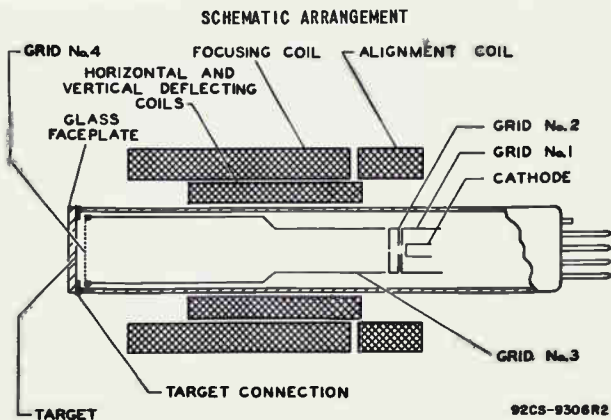 SCHEMATIC ARRANGEMENT
GRID No.4
FOCUSING COIL
ALIGNMENT COIL
HORIZONTAL AND
VERTICAL DEFLECTING
COILS
GLASS
FACEPLATE
GRID No.2
GRID No.1
CATHODE
GRID No.3
TARGET CONNECTION
TARGET
92CS-9306R2